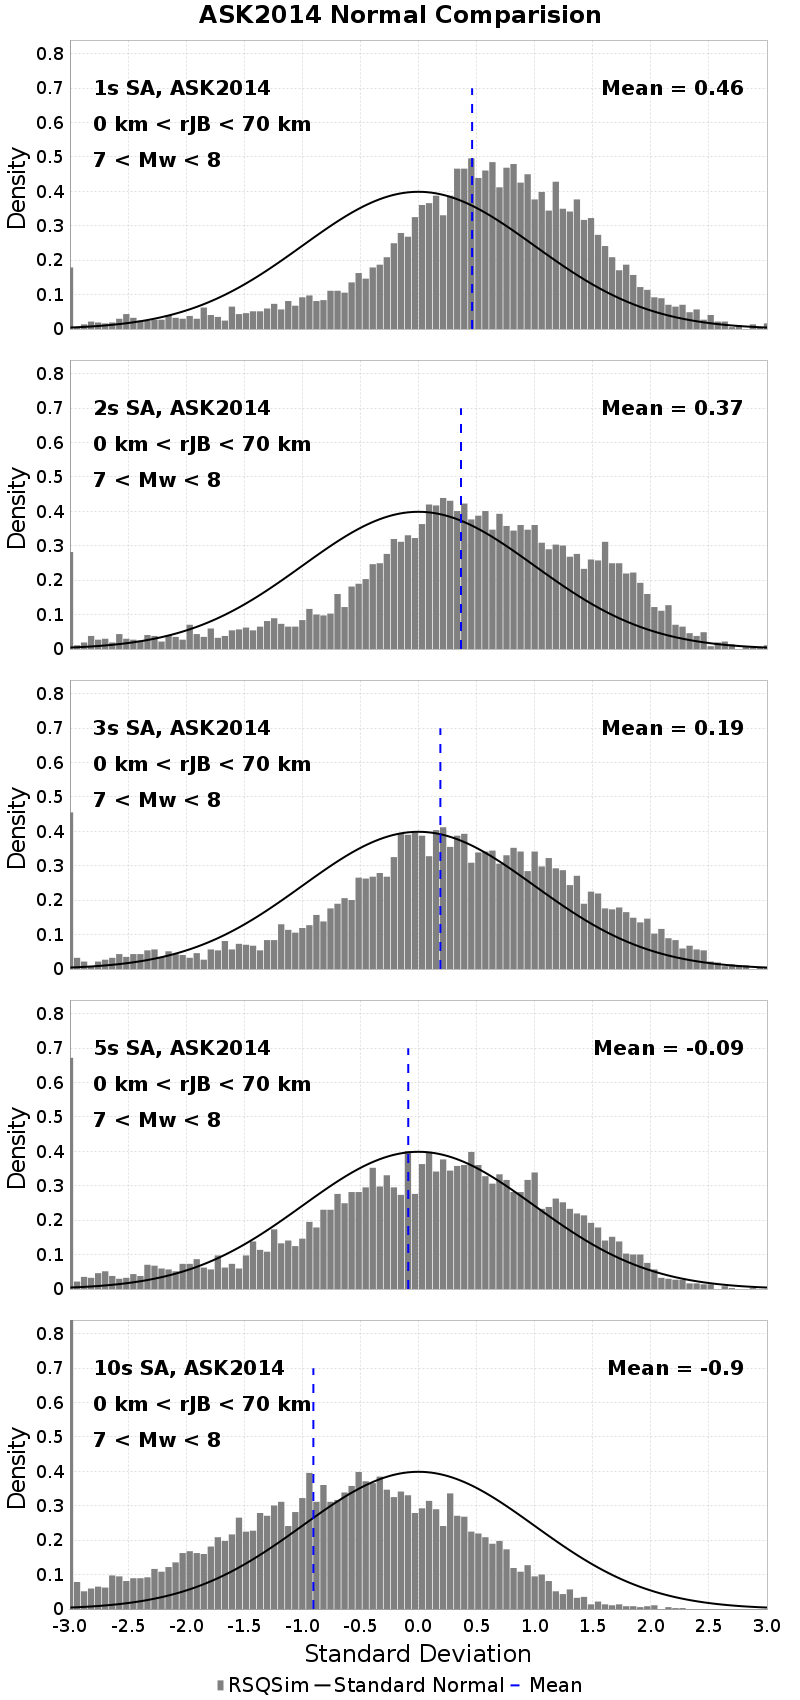 ASK2014 Normal Comparision
0.8
0.7
0.6
0.5
0.4
0.3
0.2
0.1
0
Density
1s SA, ASK2014
Mean = 0.46
0 km < rJB < 70 km
7 < Mw < 8
0.8
0.7
0.6
0.5
0.4
0.3
0.2
0.1
0
Density
2s SA, ASK2014
Mean = 0.37
0 km < rJB < 70 km
7 < Mw < 8
0.8
0.7
0.6
0.5
0.4
0.3
0.2
0.1
0
Density
3s SA, ASK2014
Mean = 0.19
0 km < rJB < 70 km
7 < Mw < 8
0.8
0.7
0.6
0.5
0.4
0.3
0.2
0.1
0
Density
5s SA, ASK2014
Mean = -0.09
0 km < rJB < 70 km
7 < Mw < 8
0.8
0.7
0.6
0.5
0.4
0.3
0.2
0.1
0
Density
10s SA, ASK2014
Mean = -0.9
0 km < rJB < 70 km
7 < Mw < 8
-3.0 -2.5 -2.0 -1.5 -1.0 -0.5 0.0 0.5 1.0 1.5 2.0 2.5 3.0
Standard Deviation
RSQSim Standard Normal Mean